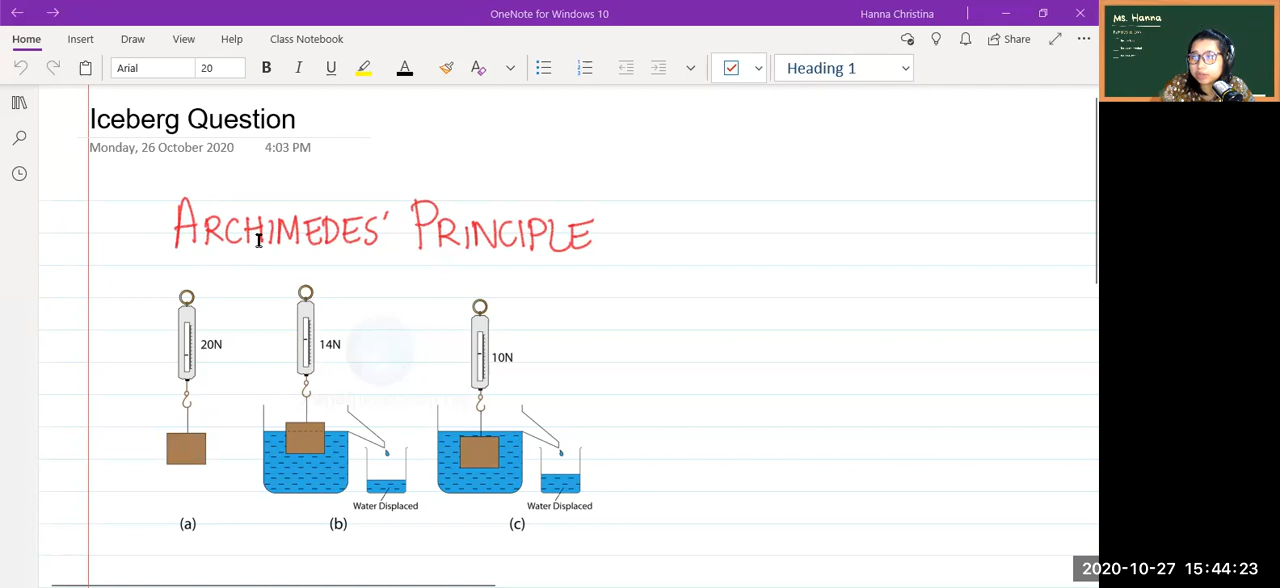 OneNote for Windows 10
Hanna Christina
Home Insert Draw View Help Class Notebook
Share
Arial 20 B I U A A Heading 1
Ms. Hanna
Iceberg Question
Monday, 26 October 2020 4:03 PM
ARCHIMEDES' PRINCIPLE
20N
14N
10N
Water Displaced
Water Displaced
(a) (b) (c)
2020-10-27 15:44:23